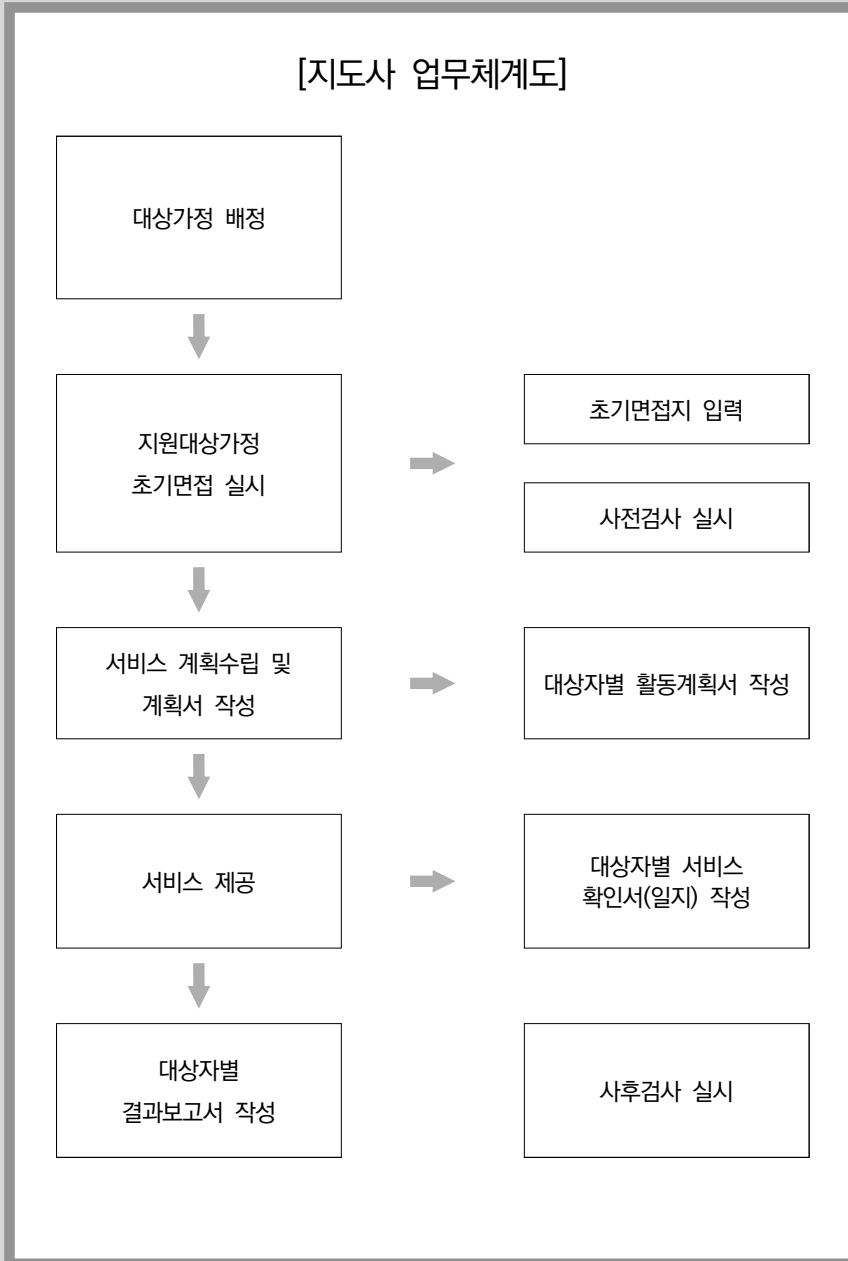 [지도사 업무체계도]
대상가정 배정
지원대상가정
초기면접 실시
초기면접지 입력
사전검사 실시
서비스 계획수립 및
계획서 작성
대상자별 활동계획서 작성
서비스 제공
대상자별 서비스
확인서(일지) 작성
대상자별
결과보고서 작성
사후검사 실시